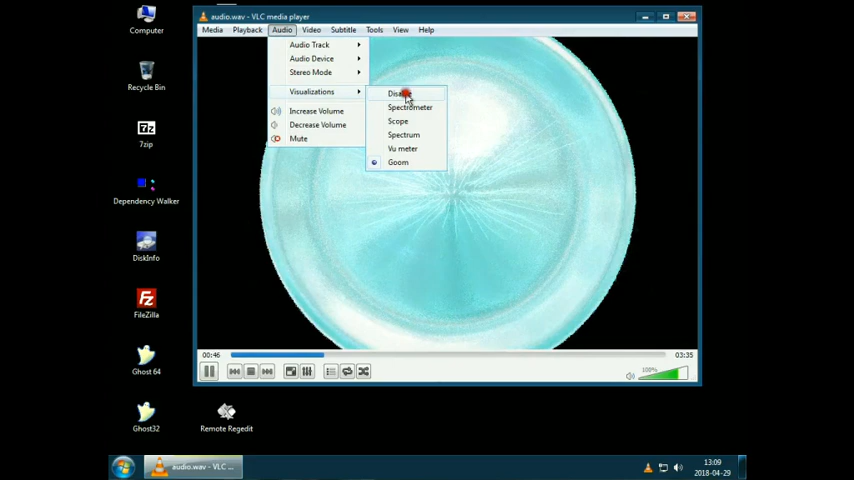 Computer
Recycle Bin
7zip
Dependency Walker
DiskInfo
FileZilla
Ghost 64
Ghost32
Remote Regedit
audio.wav - VLC media player
Media Playback Audio Video Subtitle Tools View Help
Audio Track
Audio Device
Stereo Mode
Visualizations
Increase Volume
Decrease Volume
Mute
Disable
Spectrometer
Scope
Spectrum
Vu meter
Goom
00:46
03:35
100%
audio.wav - VLC ...
13:09
2018-04-29